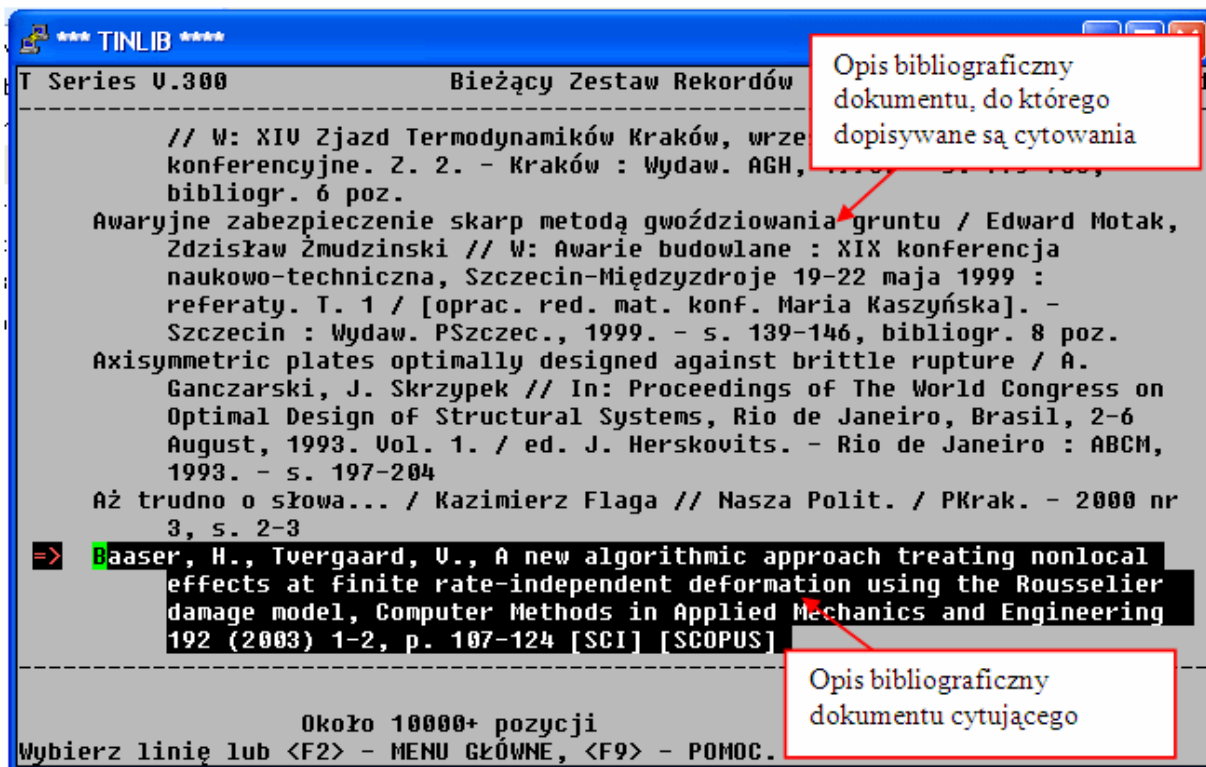 *** TINLIB ****
T Series V.300 Bieżący Zestaw Rekordów
// W: XIV Zjazd Termodynamików Kraków,
konferencyjne. Z. 2. - Kraków : Wydaw. AGH,
bibliogr. 6 poz.
Awaryjne zabezpieczenie skarp metodą gwoździowania gruntu / Edward Motak,
Zdzisław Żmudzinski // W: Awarie budowlane : XIX konferencja
naukowo-techniczna, Szczecin-Międzyzdroje 19-22 maja 1999 :
referaty. T. 1 / [oprac. red. mat. konf. Maria Kaszyńska]. -
Szczecin : Wydaw. PSzczec., 1999. - s. 139-146, bibliogr. 8 poz.
Axisymmetric plates optimally designed against brittle rupture / A.
Ganczarski, J. Skrzypek // In: Proceedings of The World Congress on
Optimal Design of Structural Systems, Rio de Janeiro, Brasil, 2-6
August, 1993. Vol. 1. / ed. J. Herskovits. - Rio de Janeiro : ABCM,
1993. - s. 197-204
Aż trudno o słowa... / Kazimierz Flaga // Nasza Polit. / PKrak. - 2000 nr
3, s. 2-3
=> Baaser, H., Tvergaard, V., A new algorithmic approach treating nonlocal
effects at finite rate-independent deformation using the Rousselier
damage model, Computer Methods in Applied Mechanics and Engineering
192 (2003) 1-2, p. 107-124 [SCI] [SCOPUS]
Około 10000+ pozycji
Wybierz linię lub <F2> - MENU GŁÓWNE, <F9> - POMOC.
Opis bibliograficzny
dokumentu, do którego
dopisywane są cytowania
Opis bibliograficzny
dokumentu cytującego